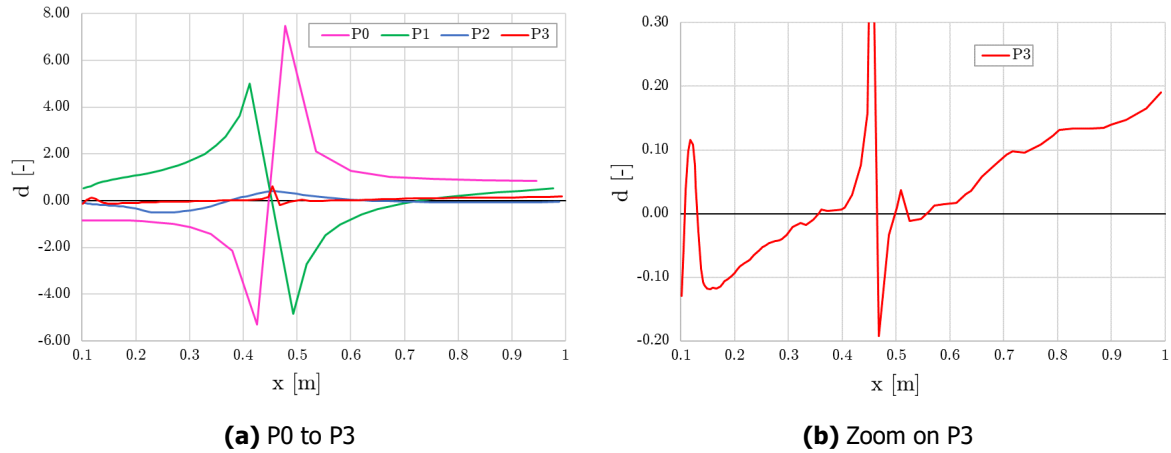 P0 P1 P2 P3
8.00
6.00
4.00
2.00
0.00
-2.00
-4.00
-6.00
d [-]
0.1 0.2 0.3 0.4 0.5 0.6 0.7 0.8 0.9 1
x [m]
(a) P0 to P3
P3
0.30
0.20
0.10
0.00
-0.10
-0.20
d [-]
0.1 0.2 0.3 0.4 0.5 0.6 0.7 0.8 0.9 1
x [m]
(b) Zoom on P3